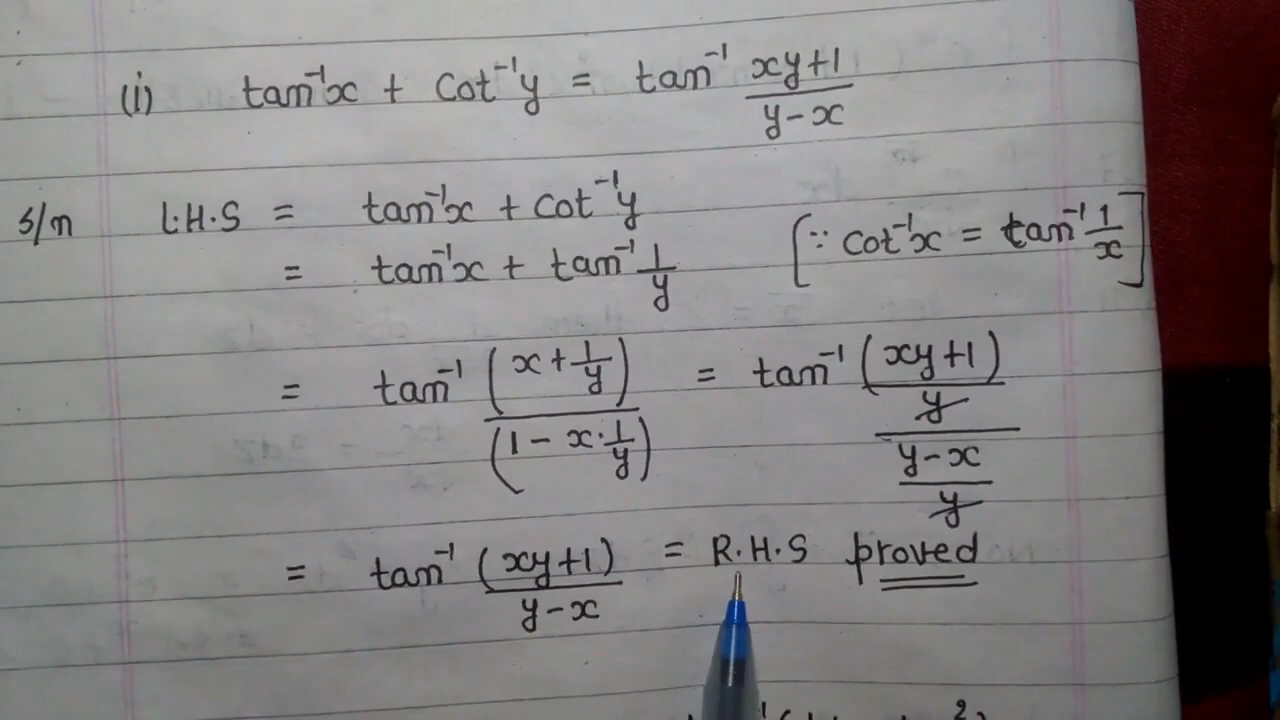 (i) tan⁻¹x + Cot⁻¹y = tan⁻¹ (xy+1)/(y-x)
S/n L.H.S = tan⁻¹x + cot⁻¹y
= tan⁻¹x + tan⁻¹ 1/y [∵ cot⁻¹x = tan⁻¹ 1/x]
= tan⁻¹ (x + 1/y)/(1 - x·1/y) = tan⁻¹ ((xy+1)/y)/((y-x)/y)
= tan⁻¹ (xy+1)/(y-x) = R.H.S proved